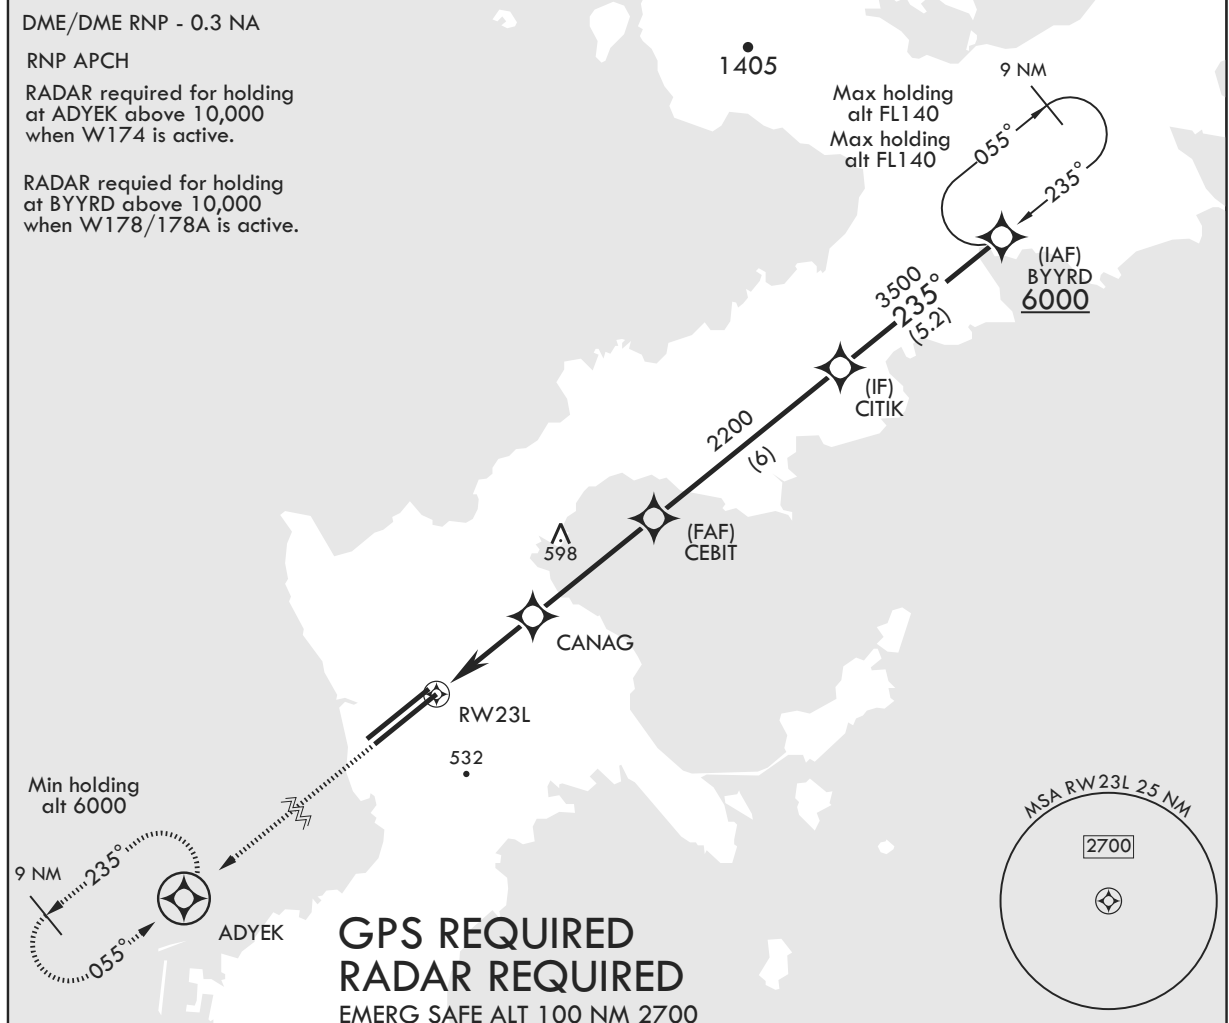 DME/DME RNP - 0.3 NA
RNP APCH
RADAR required for holding
at ADYEK above 10,000
when W174 is active.
RADAR requied for holding
at BYYRD above 10,000
when W178/178A is active.
1405
Max holding
alt FL140
Max holding
alt FL140
9 NM
055°
235°
(IAF)
BYYRD
6000
3500
235°
(5.2)
(IF)
CITIK
2200
(6)
(FAF)
CEBIT
598
CANAG
RW23L
532
Min holding
alt 6000
9 NM
235°
055°
ADYEK
MSA RW23L 25 NM
2700
GPS REQUIRED
RADAR REQUIRED
EMERG SAFE ALT 100 NM 2700